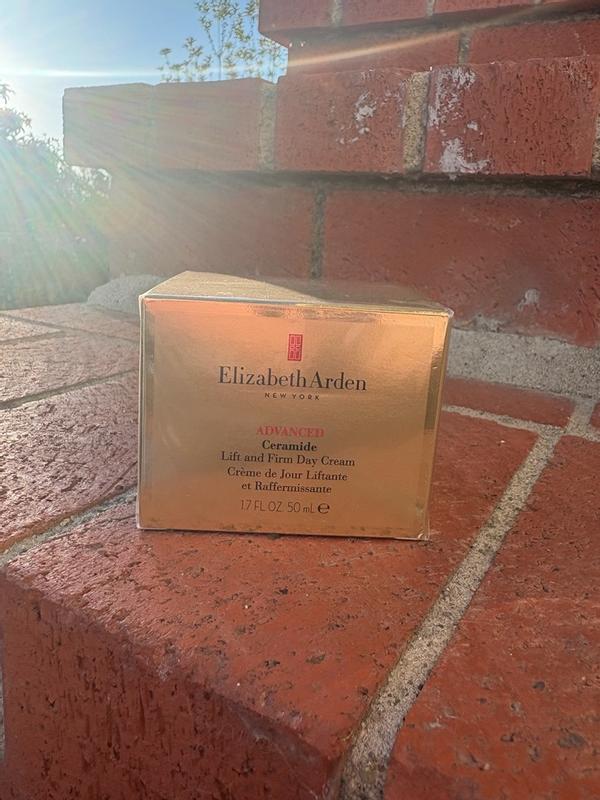 Elizabeth Arden
NEW YORK
ADVANCED
Ceramide
Lift and Firm Day Cream
Crème de Jour Liftante
et Raffermissante
1.7 FL OZ. 50 mL ℮